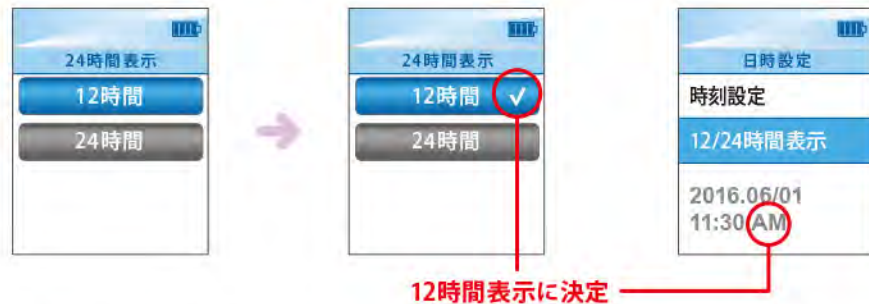 24時間表示
12時間
24時間
24時間表示
12時間
24時間
日時設定
時刻設定
12/24時間表示
2016.06/01
11:30 AM
12時間表示に決定